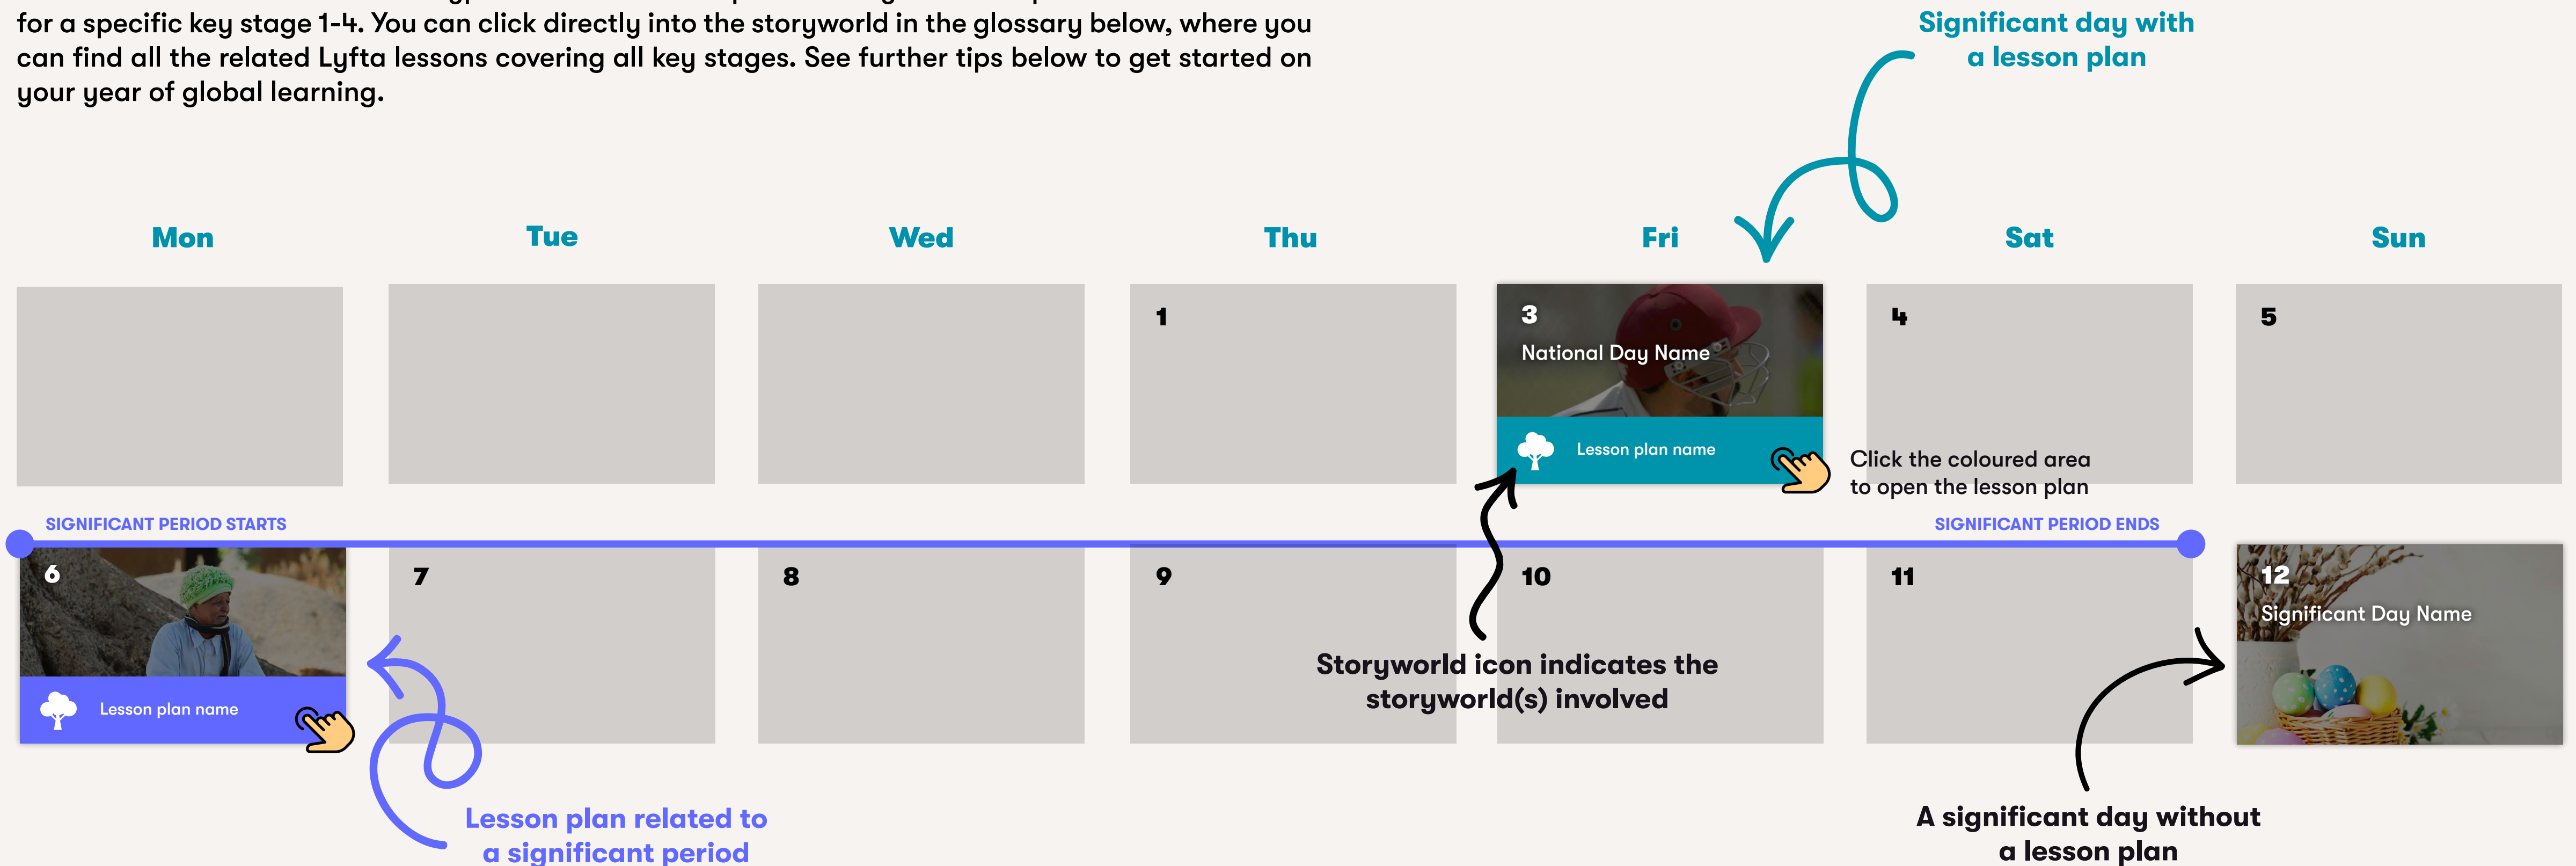 for a specific key stage 1-4. You can click directly into the storyworld in the glossary below, where you
can find all the related Lyfta lessons covering all key stages. See further tips below to get started on
your year of global learning.
Significant day with
a lesson plan
Mon Tue Wed Thu Fri Sat Sun
1
3
National Day Name
Lesson plan name
4
5
Click the coloured area
to open the lesson plan
SIGNIFICANT PERIOD STARTS
SIGNIFICANT PERIOD ENDS
6
Lesson plan name
7
8
9
10
11
12
Significant Day Name
Storyworld icon indicates the
storyworld(s) involved
Lesson plan related to
a significant period
A significant day without
a lesson plan